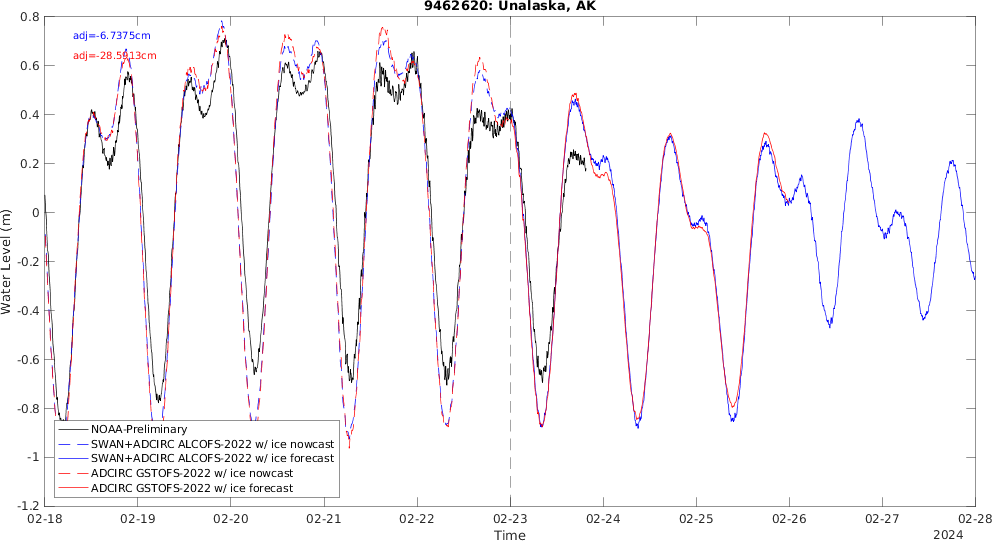 9462620: Unalaska, AK
adj=-6.7375cm
adj=-28.5913cm
Water Level (m)
0.8
0.6
0.4
0.2
0
-0.2
-0.4
-0.6
-0.8
-1
-1.2
NOAA-Preliminary
SWAN+ADCIRC ALCOFS-2022 w/ ice nowcast
SWAN+ADCIRC ALCOFS-2022 w/ ice forecast
ADCIRC GSTOFS-2022 w/ ice nowcast
ADCIRC GSTOFS-2022 w/ ice forecast
02-18 02-19 02-20 02-21 02-22 02-23 02-24 02-25 02-26 02-27 02-28
Time
2024